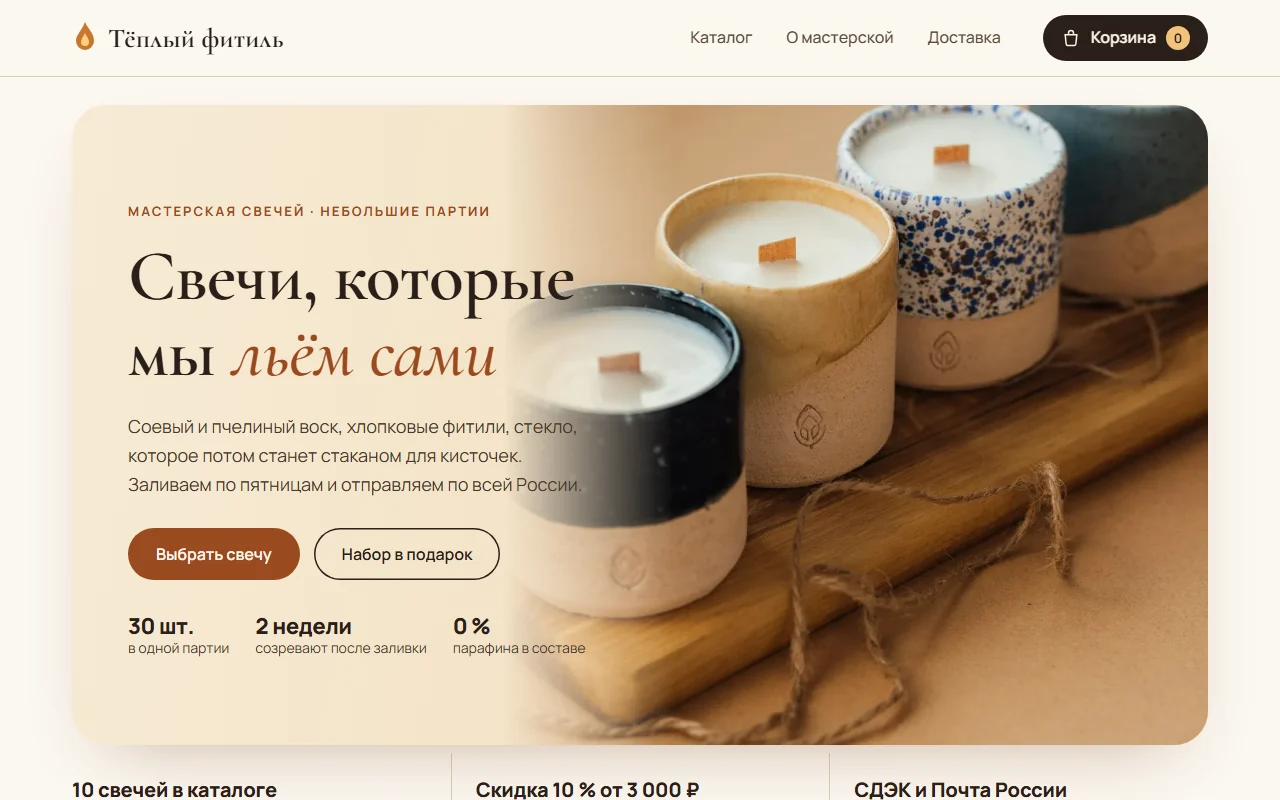 Тёплый фитиль
Каталог
О мастерской
Доставка
Корзина 0
МАСТЕРСКАЯ СВЕЧЕЙ · НЕБОЛЬШИЕ ПАРТИИ
Свечи, которые
мы льём сами
Соевый и пчелиный воск, хлопковые фитили, стекло,
которое потом станет стаканом для кисточек.
Заливаем по пятницам и отправляем по всей России.
Выбрать свечу
Набор в подарок
30 шт.
в одной партии
2 недели
созревают после заливки
0 %
парафина в составе
10 свечей в каталоге
Скидка 10 % от 3 000 ₽
СДЭК и Почта России